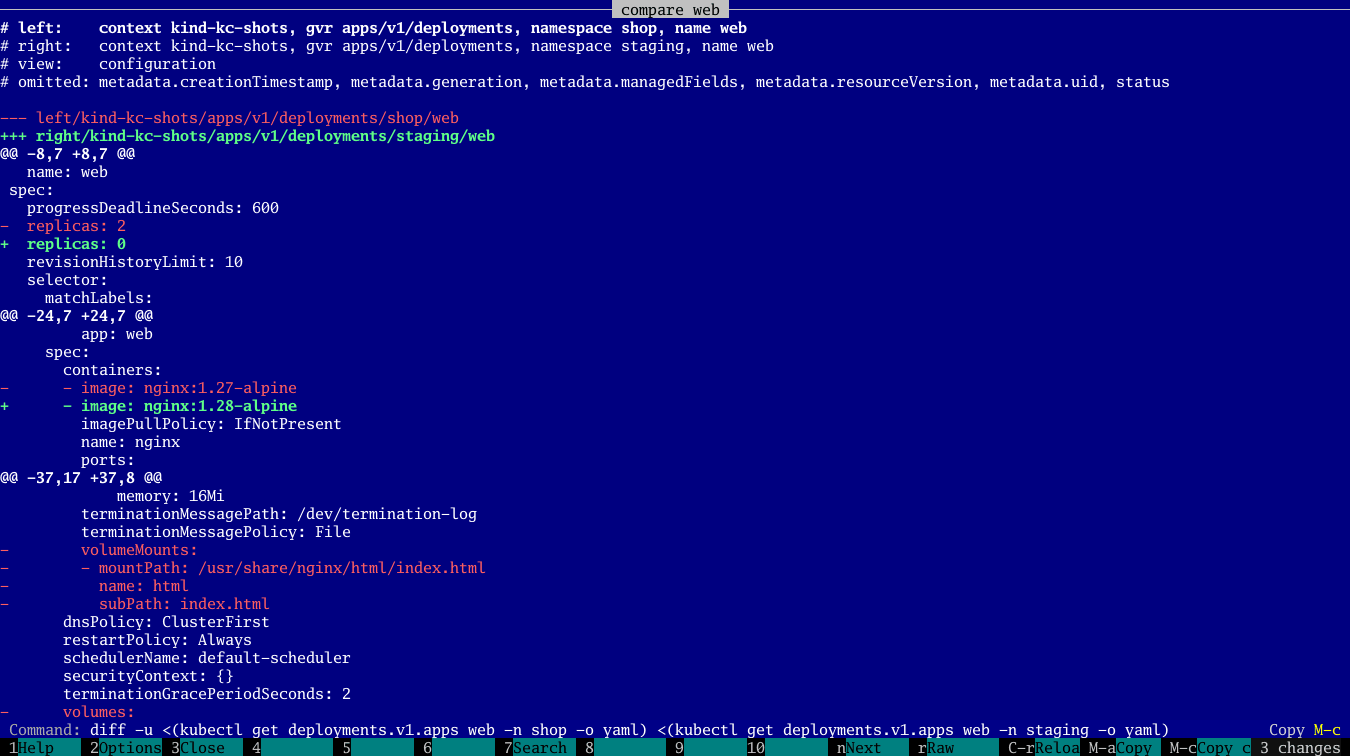 compare web
# left:    context kind-kc-shots, gvr apps/v1/deployments, namespace shop, name web
# right:   context kind-kc-shots, gvr apps/v1/deployments, namespace staging, name web
# view:    configuration
# omitted: metadata.creationTimestamp, metadata.generation, metadata.managedFields, metadata.resourceVersion, metadata.uid, status

--- left/kind-kc-shots/apps/v1/deployments/shop/web
+++ right/kind-kc-shots/apps/v1/deployments/staging/web
@@ -8,7 +8,7 @@
   name: web
 spec:
   progressDeadlineSeconds: 600
-  replicas: 2
+  replicas: 0
   revisionHistoryLimit: 10
   selector:
     matchLabels:
@@ -24,7 +24,7 @@
         app: web
     spec:
       containers:
-      - image: nginx:1.27-alpine
+      - image: nginx:1.28-alpine
         imagePullPolicy: IfNotPresent
         name: nginx
         ports:
@@ -37,17 +37,8 @@
             memory: 16Mi
         terminationMessagePath: /dev/termination-log
         terminationMessagePolicy: File
-        volumeMounts:
-        - mountPath: /usr/share/nginx/html/index.html
-          name: html
-          subPath: index.html
       dnsPolicy: ClusterFirst
       restartPolicy: Always
       schedulerName: default-scheduler
       securityContext: {}
       terminationGracePeriodSeconds: 2
-      volumes:
Command: diff -u <(kubectl get deployments.v1.apps web -n shop -o yaml) <(kubectl get deployments.v1.apps web -n staging -o yaml) Copy M-c
1Help 2Options 3Close 4 5 6 7Search 8 9 10 nNext rRaw C-rReloa M-aCopy M-cCopy c 3 changes